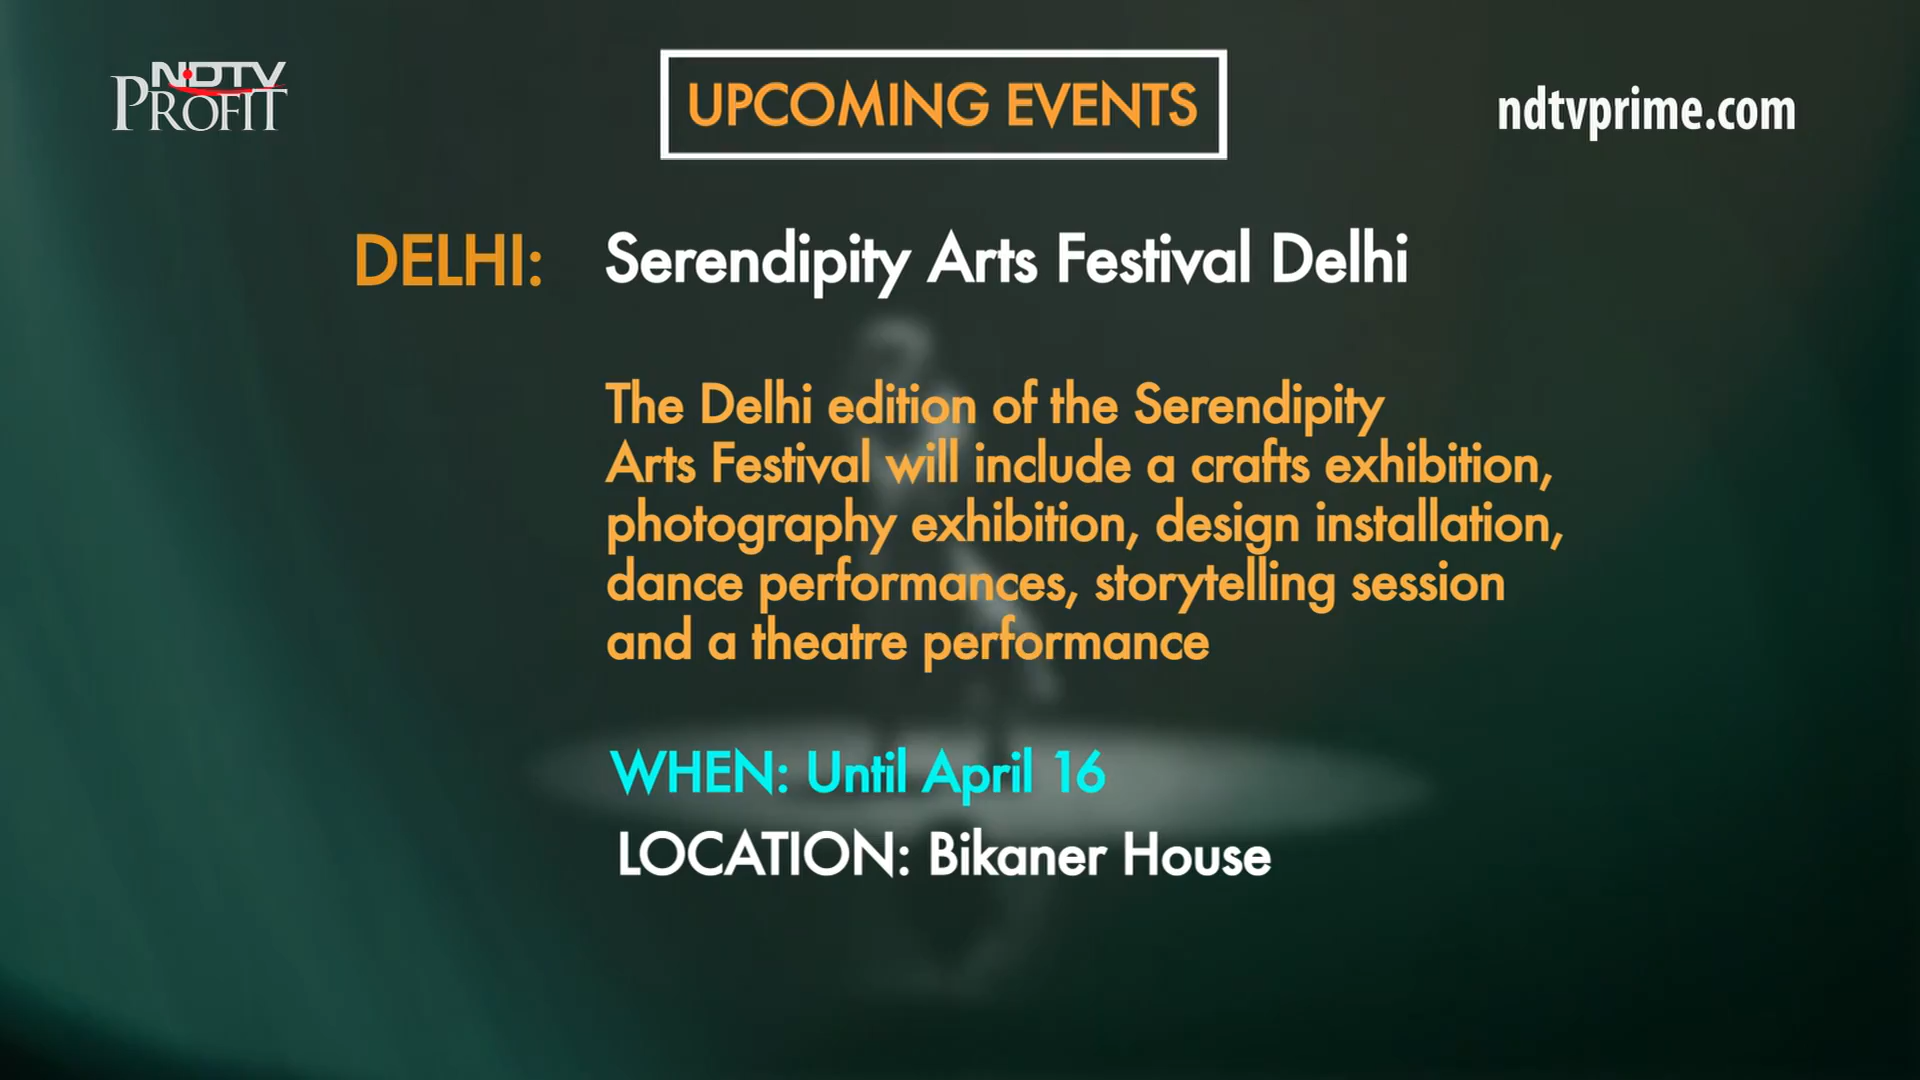 NDTV
PROFIT
UPCOMING EVENTS
ndtvprime.com
DELHI: Serendipity Arts Festival Delhi
The Delhi edition of the Serendipity
Arts Festival will include a crafts exhibition,
photography exhibition, design installation,
dance performances, storytelling session
and a theatre performance
WHEN: Until April 16
LOCATION: Bikaner House